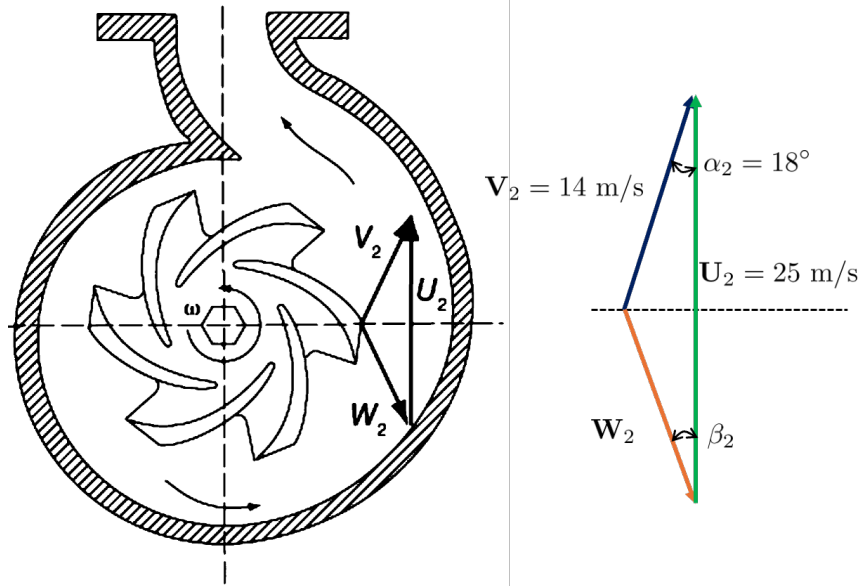 V₂
U₂
ω
W₂
α₂ = 18°
V₂ = 14 m/s
U₂ = 25 m/s
W₂
β₂